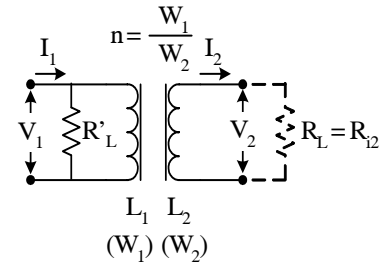 n = W₁/W₂
I₁ I₂
V₁ R'L V₂ RL = Ri2
L₁ L₂
(W₁) (W₂)